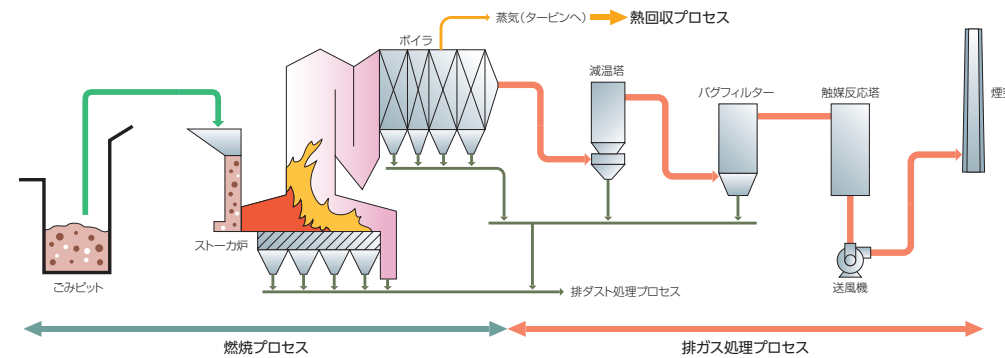 蒸気(タービンへ)
熱回収プロセス
ボイラ
減温塔
バグフィルター
触媒反応塔
ストーカ炉
ごみピット
排ダスト処理プロセス
送風機
燃焼プロセス
排ガス処理プロセス